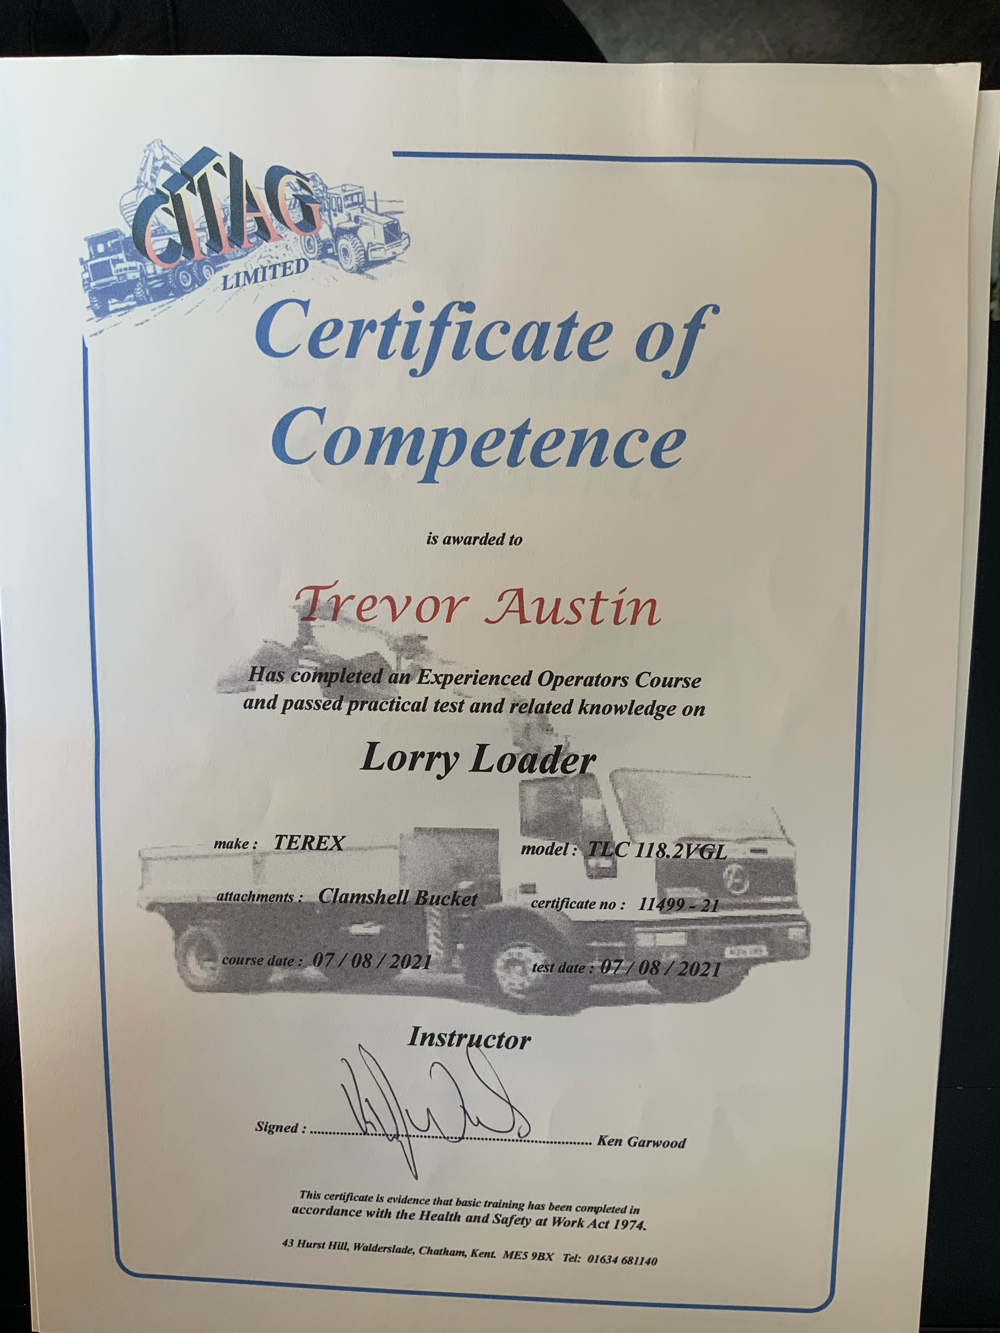 CITAG
LIMITED
Certificate of
Competence
is awarded to
Trevor Austin
Has completed an Experienced Operators Course
and passed practical test and related knowledge on
Lorry Loader
make : TEREX model : TLC 118.2VGL
attachments : Clamshell Bucket certificate no : 11499 - 21
course date : 07 / 08 / 2021 test date : 07 / 08 / 2021
Instructor
Signed : Ken Garwood
This certificate is evidence that basic training has been completed in
accordance with the Health and Safety at Work Act 1974.
43 Hurst Hill, Walderslade, Chatham, Kent. ME5 9BX Tel: 01634 681140